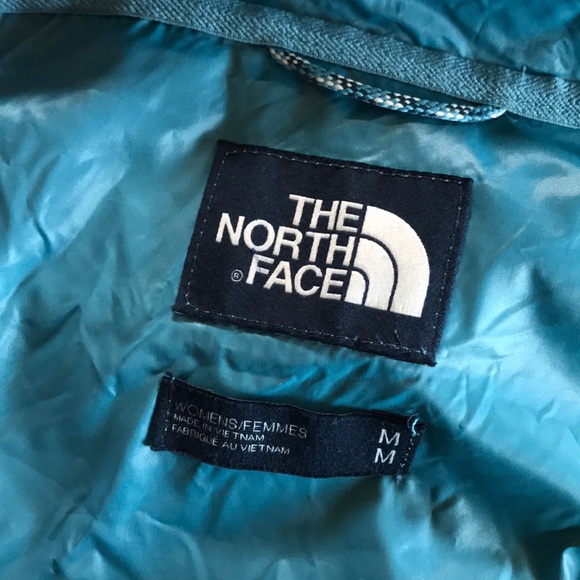 THE
NORTH
® FACE
WOMENS/FEMMES M
MADE IN VIETNAM
FABRIQUE AU VIETNAM M